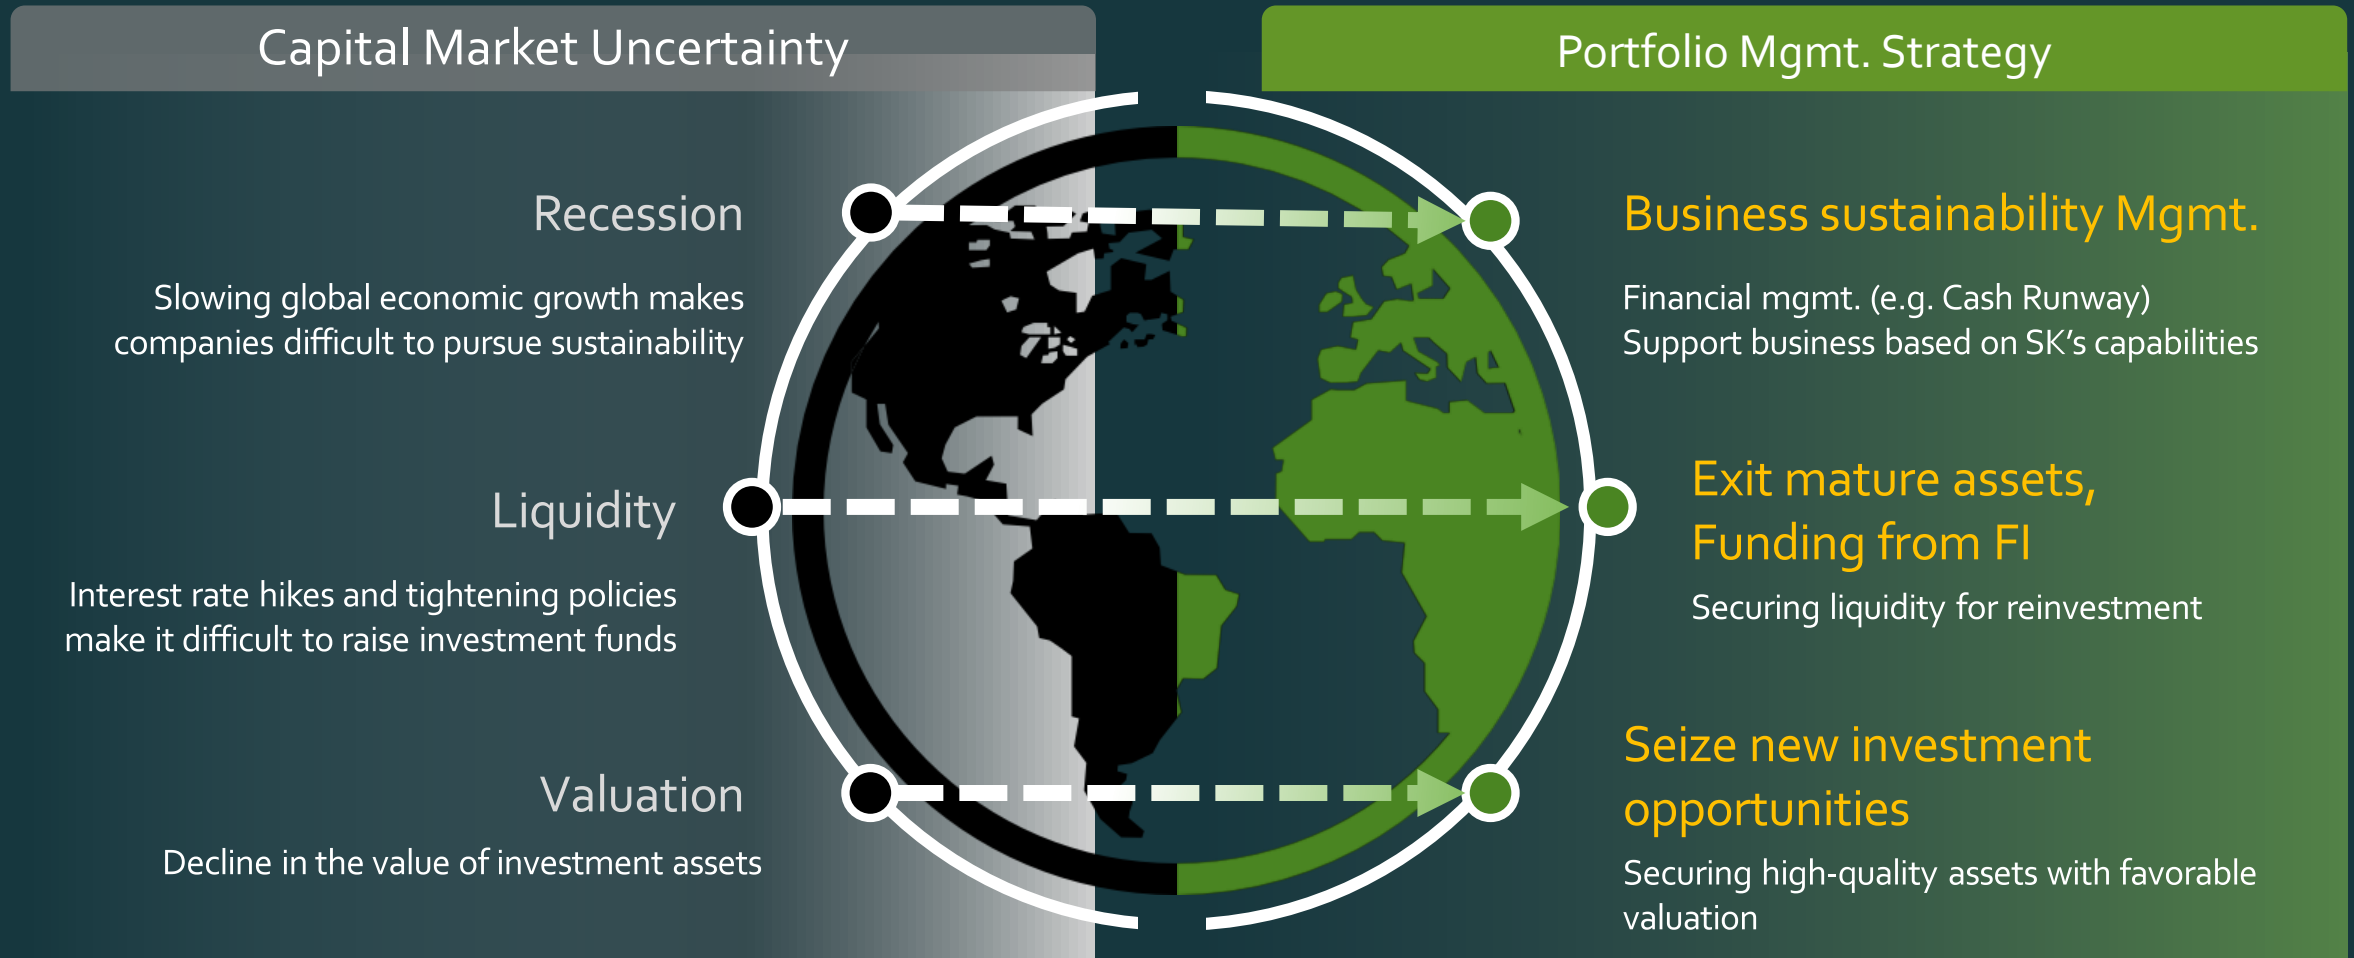 Capital Market Uncertainty
Recession
Slowing global economic growth makes
companies difficult to pursue sustainability
Liquidity
Interest rate hikes and tightening policies
make it difficult to raise investment funds
Valuation
Decline in the value of investment assets
Portfolio Mgmt. Strategy
Business sustainability Mgmt.
Financial mgmt. (e.g. Cash Runway)
Support business based on SK’s capabilities
Exit mature assets,
Funding from FI
Securing liquidity for reinvestment
Seize new investment
opportunities
Securing high-quality assets with favorable
valuation